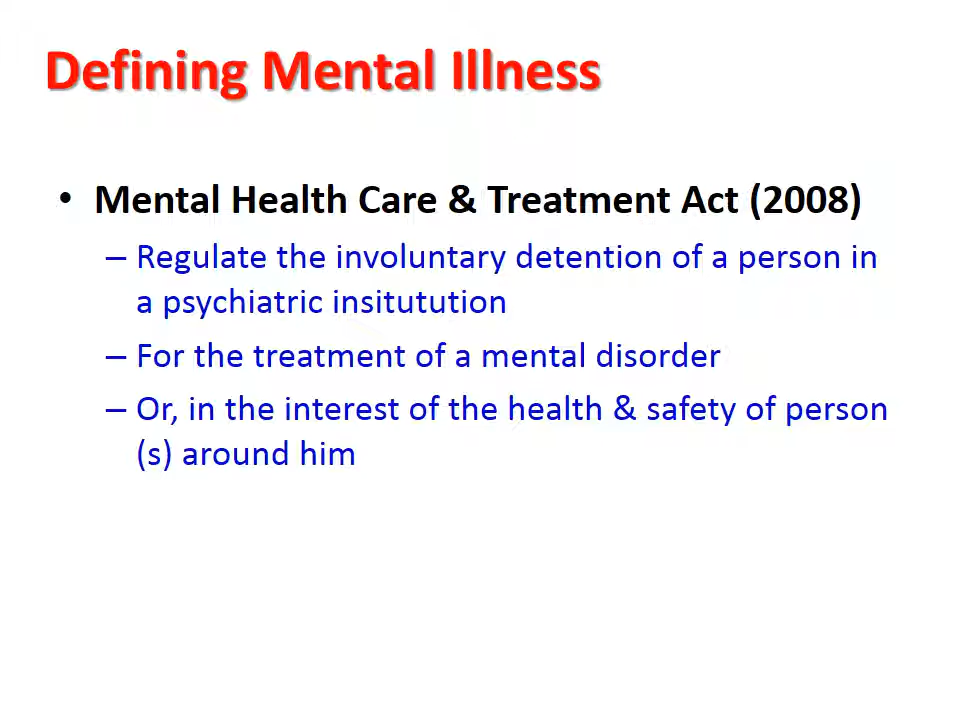 Defining Mental Illness
• Mental Health Care & Treatment Act (2008)
– Regulate the involuntary detention of a person in
a psychiatric insitutution
– For the treatment of a mental disorder
– Or, in the interest of the health & safety of person
(s) around him